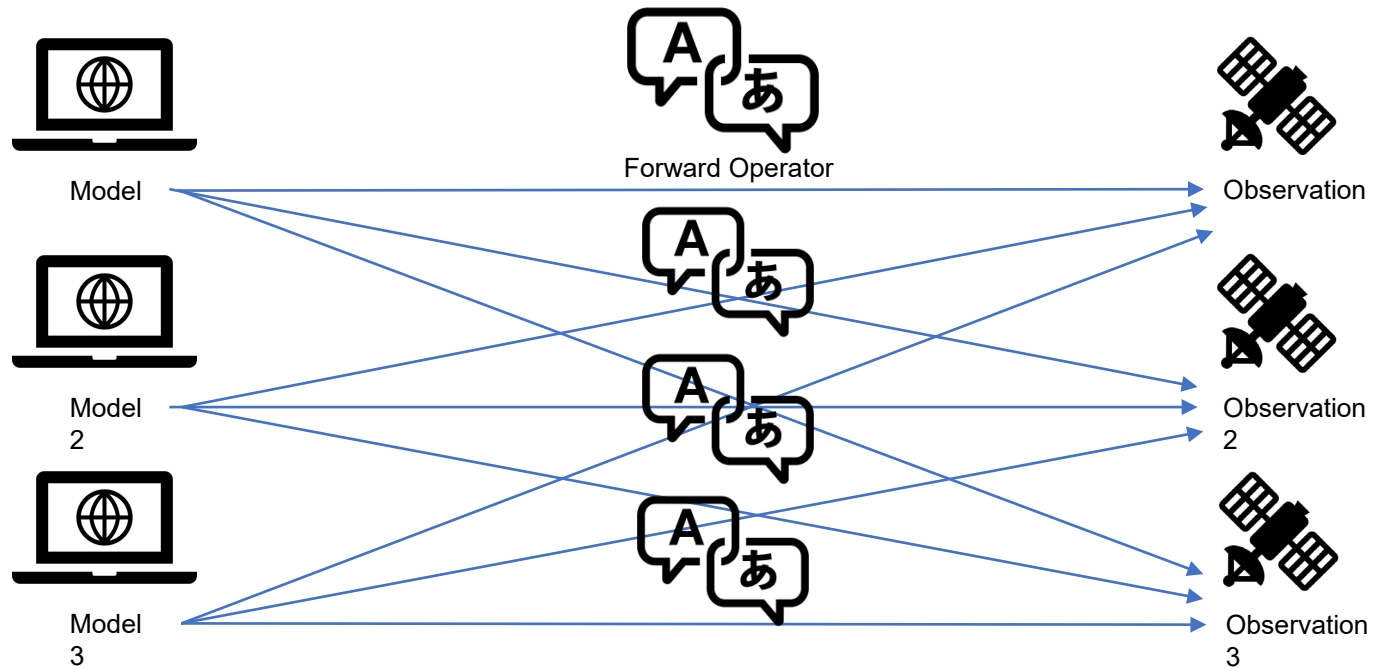 A
あ
Forward Operator
Model
Observation
A
あ
Model
2
A
あ
Observation
2
A
あ
Model
3
Observation
3